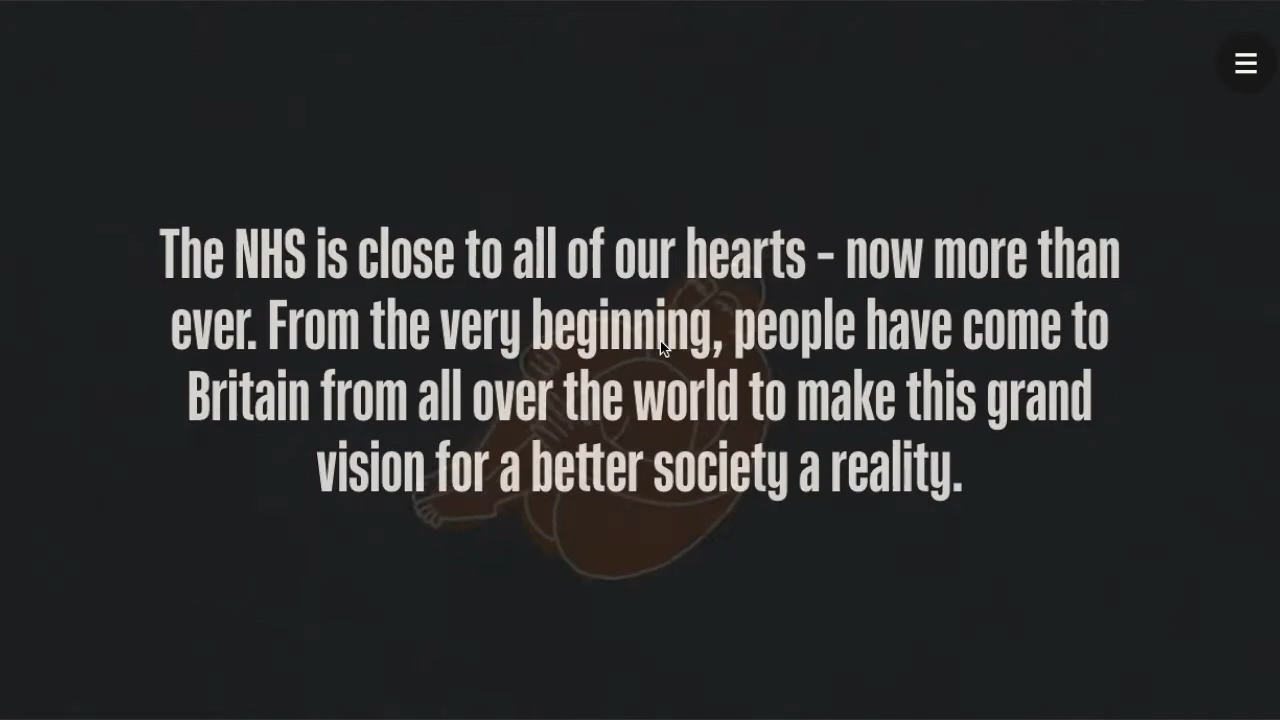 The NHS is close to all of our hearts – now more than
ever. From the very beginning, people have come to
Britain from all over the world to make this grand
vision for a better society a reality.